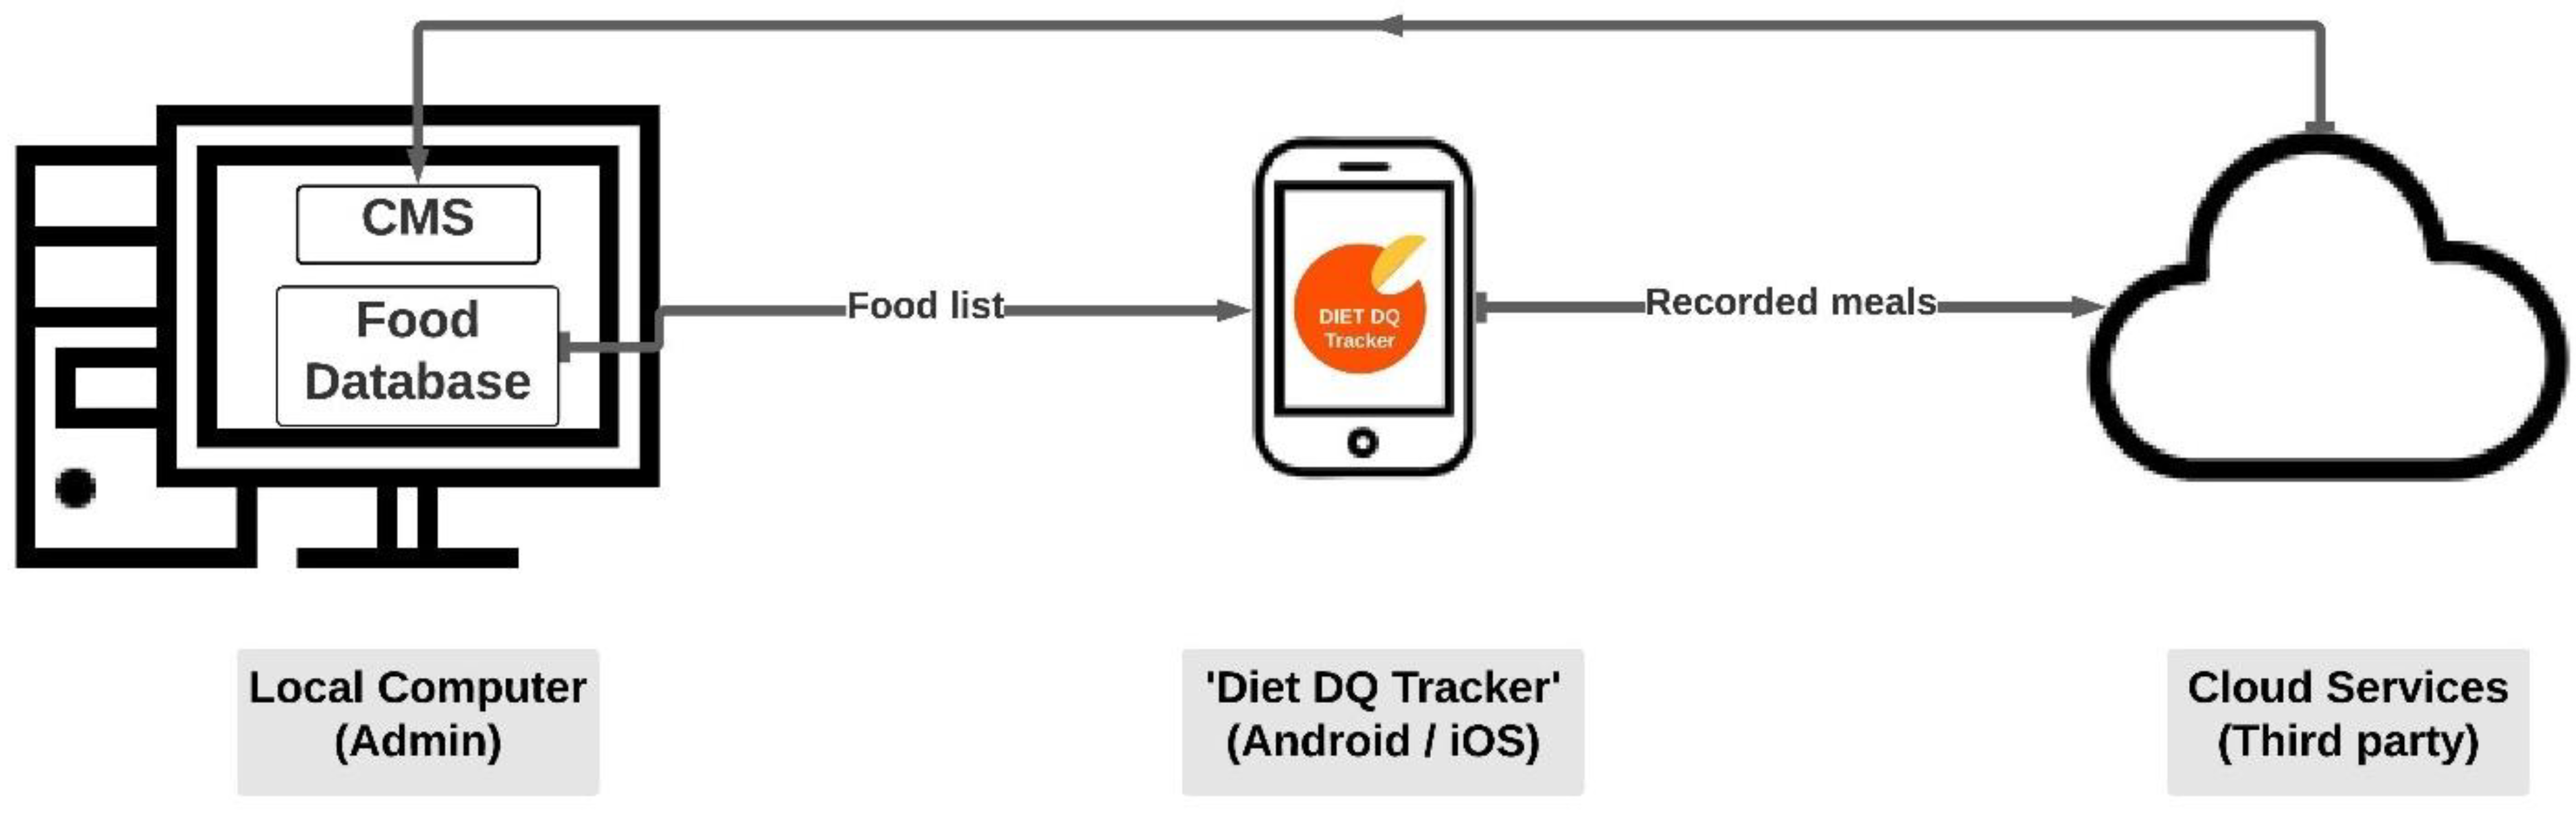 CMS
Food
Database
Food list
DIET DQ
Tracker
Recorded meals
Local Computer
(Admin)
'Diet DQ Tracker'
(Android / iOS)
Cloud Services
(Third party)